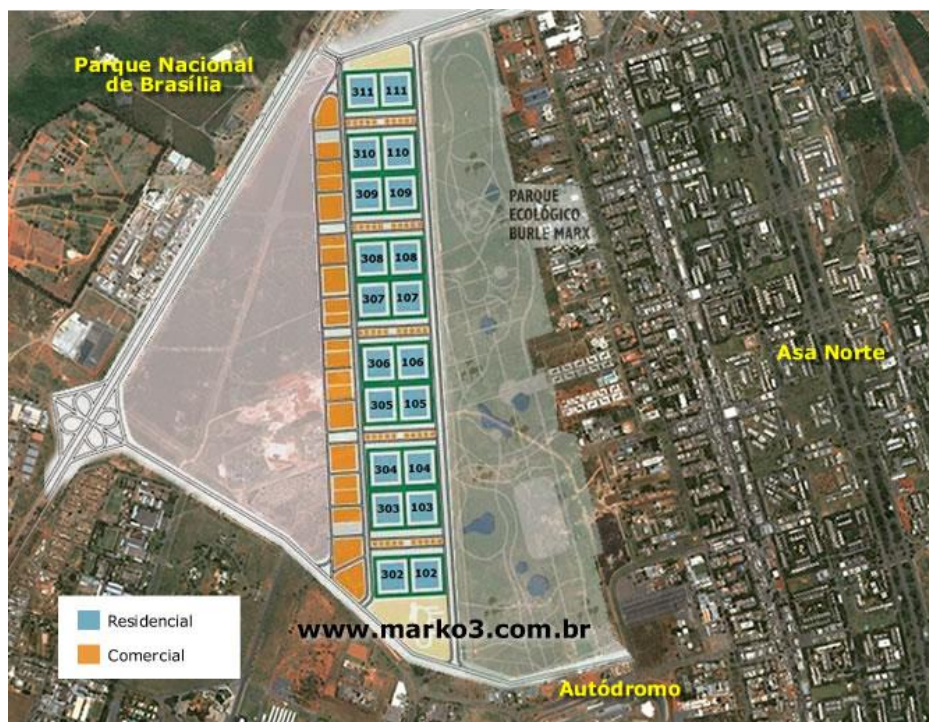 Parque Nacional
de Brasília
311 111
310 110
309 109
PARQUE
ECOLÓGICO
BURLE MARX
308 108
307 107
306 106
Asa Norte
305 105
304 104
303 103
302 102
Residencial
Comercial
www.marko3.com.br
Autódromo